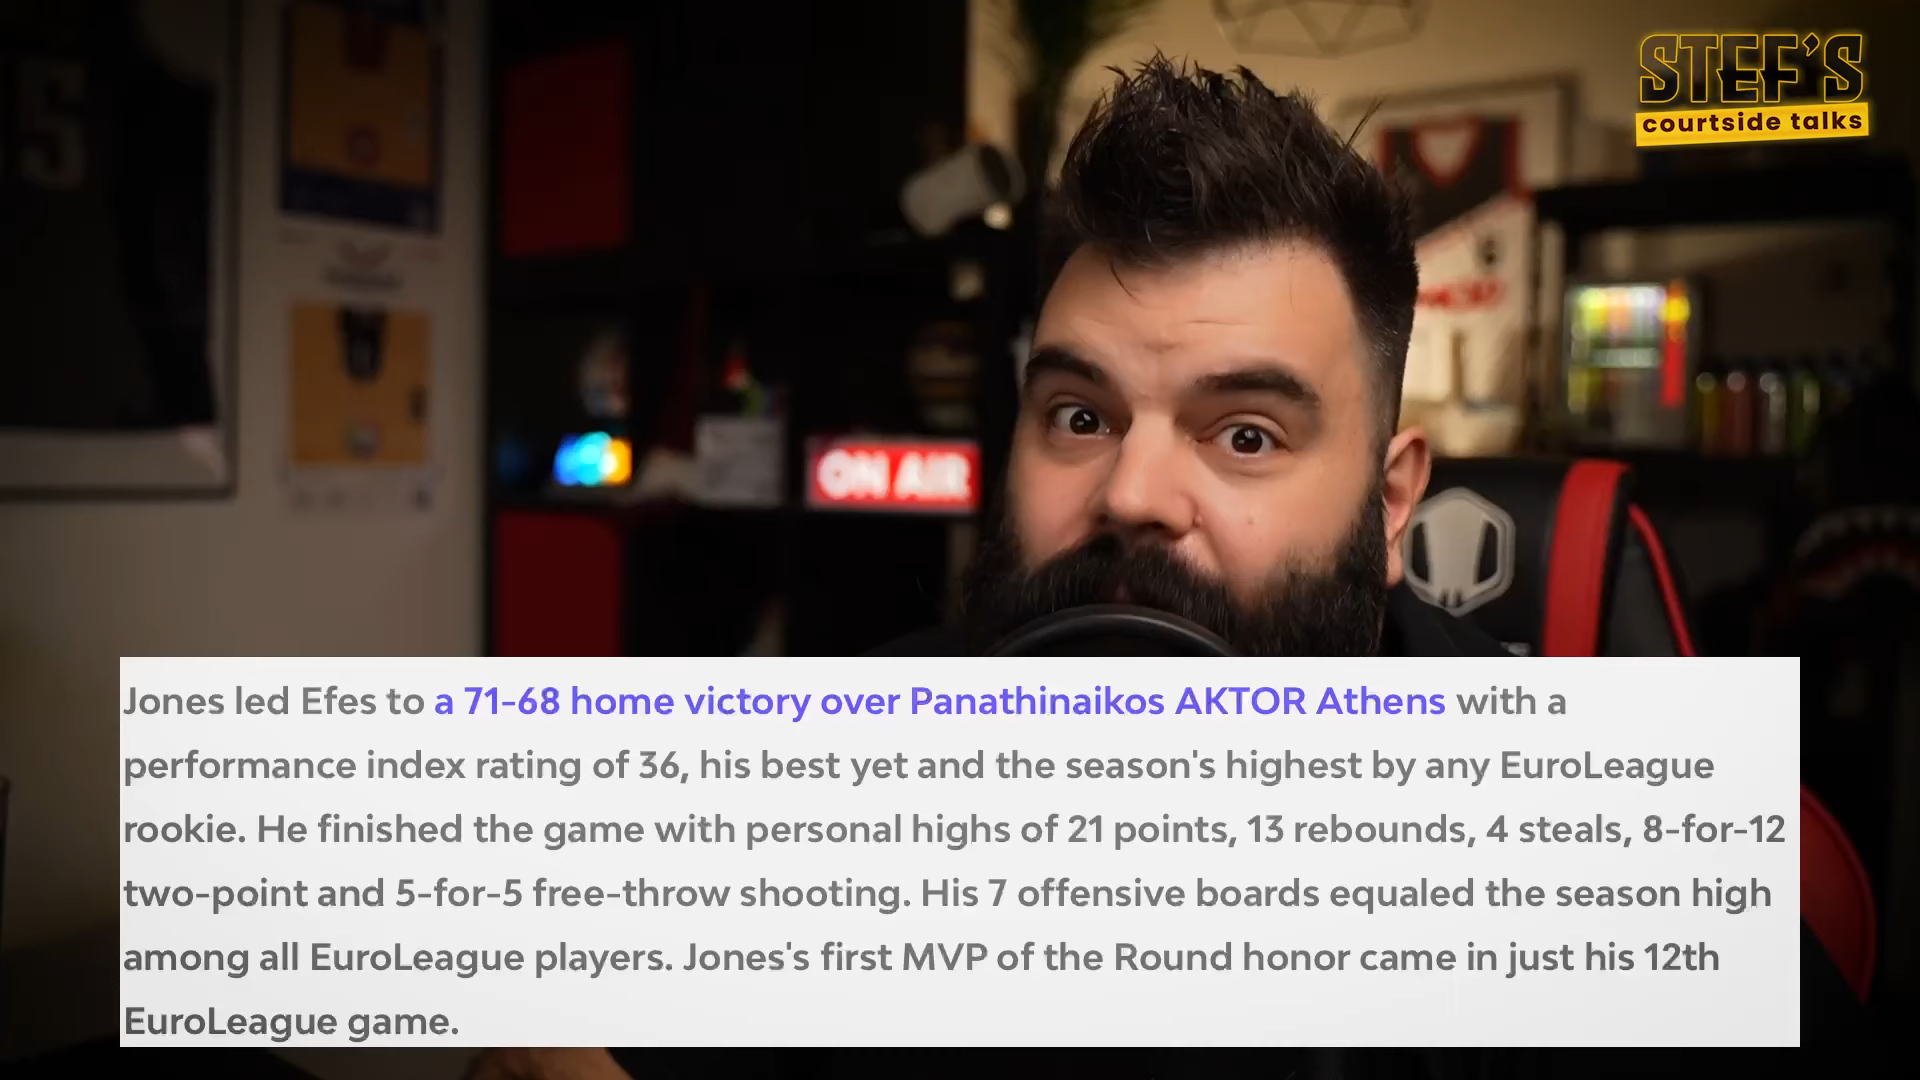 STEF'S
courtside talks
ON AIR
Jones led Efes to a 71-68 home victory over Panathinaikos AKTOR Athens with a
performance index rating of 36, his best yet and the season's highest by any EuroLeague
rookie. He finished the game with personal highs of 21 points, 13 rebounds, 4 steals, 8-for-12
two-point and 5-for-5 free-throw shooting. His 7 offensive boards equaled the season high
among all EuroLeague players. Jones's first MVP of the Round honor came in just his 12th
EuroLeague game.